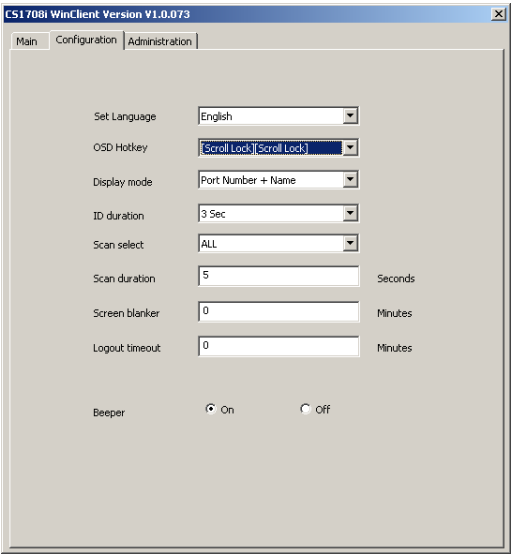 CS1708i WinClient Version V1.0.073
Main Configuration Administration
Set Language English
OSD Hotkey [Scroll Lock][Scroll Lock]
Display mode Port Number + Name
ID duration 3 Sec
Scan select ALL
Scan duration 5 Seconds
Screen blanker 0 Minutes
Logout timeout 0 Minutes
Beeper On Off